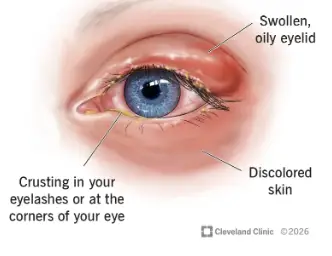 Swollen,
oily eyelid
Crusting in your
eyelashes or at the
corners of your eye
Discolored
skin
Cleveland Clinic ©2026